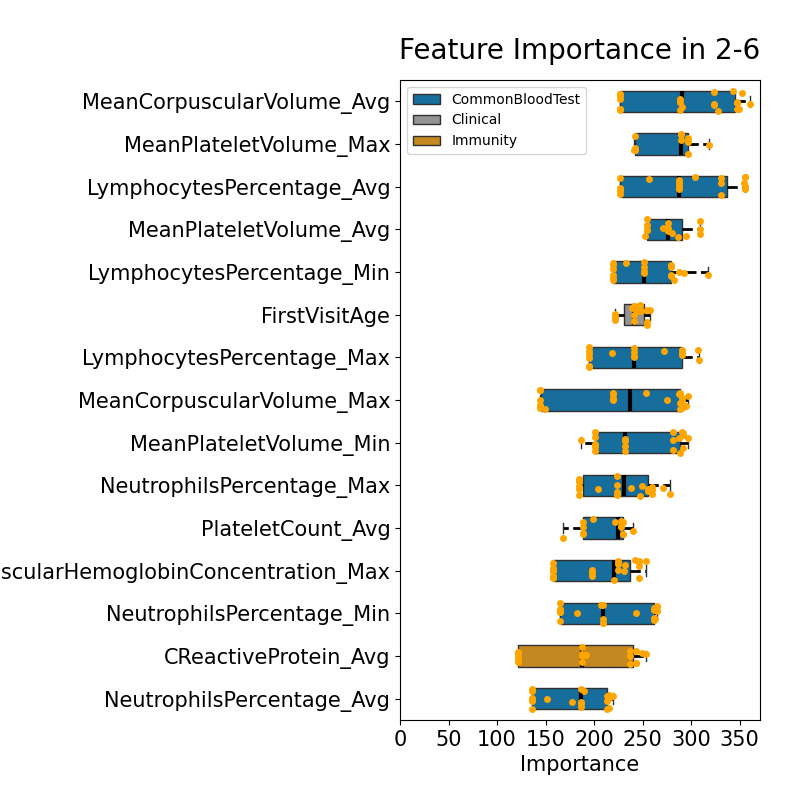 Feature Importance in 2-6
CommonBloodTest
Clinical
Immunity
MeanCorpuscularVolume_Avg
MeanPlateletVolume_Max
LymphocytesPercentage_Avg
MeanPlateletVolume_Avg
LymphocytesPercentage_Min
FirstVisitAge
LymphocytesPercentage_Max
MeanCorpuscularVolume_Max
MeanPlateletVolume_Min
NeutrophilsPercentage_Max
PlateletCount_Avg
scularHemoglobinConcentration_Max
NeutrophilsPercentage_Min
CReactiveProtein_Avg
NeutrophilsPercentage_Avg
0 50 100 150 200 250 300 350
Importance